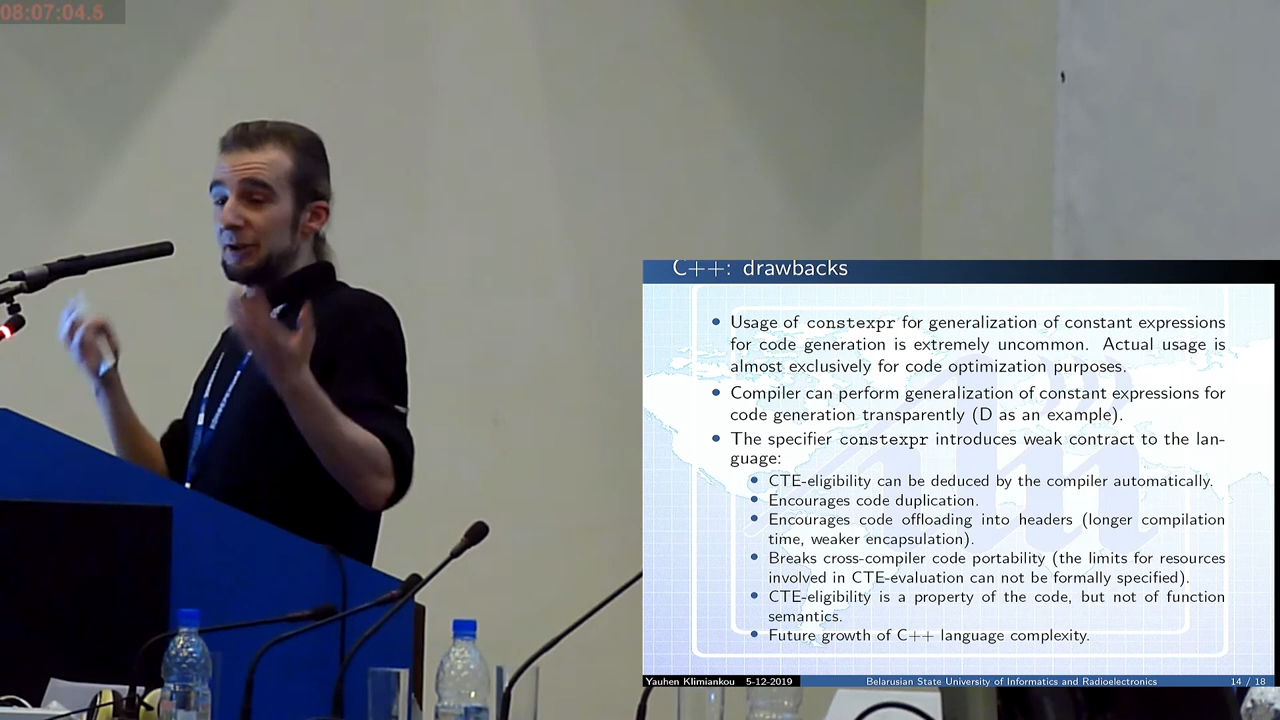 08:07:04.5
C++: drawbacks
Usage of constexpr for generalization of constant expressions
for code generation is extremely uncommon. Actual usage is
almost exclusively for code optimization purposes.
Compiler can perform generalization of constant expressions for
code generation transparently (D as an example).
The specifier constexpr introduces weak contract to the lan-
guage:
CTE-eligibility can be deduced by the compiler automatically.
Encourages code duplication.
Encourages code offloading into headers (longer compilation
time, weaker encapsulation).
Breaks cross-compiler code portability (the limits for resources
involved in CTE-evaluation can not be formally specified).
CTE-eligibility is a property of the code, but not of function
semantics.
Future growth of C++ language complexity.
Yauhen Klimiankou 5-12-2019 Belarusian State University of Informatics and Radioelectronics 14 / 18